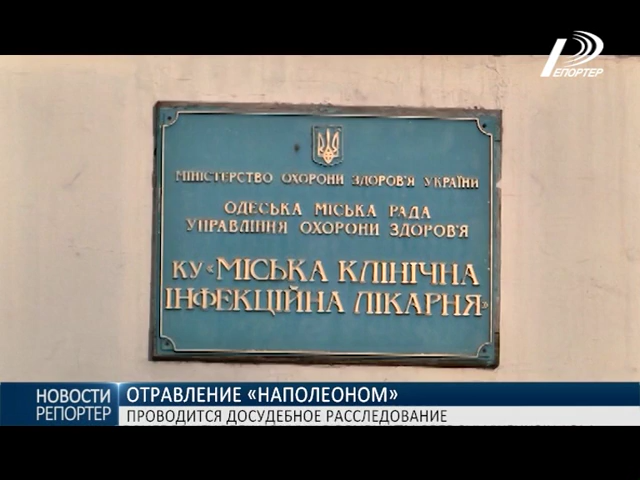 РЕПОРТЕР
МІНІСТЕРСТВО ОХОРОНИ ЗДОРОВ'Я УКРАЇНИ
ОДЕСЬКА МІСЬКА РАДА
УПРАВЛІННЯ ОХОРОНИ ЗДОРОВ'Я
КУ «МІСЬКА КЛІНІЧНА
ІНФЕКЦІЙНА ЛІКАРНЯ»
НОВОСТИ
РЕПОРТЕР
ОТРАВЛЕНИЕ «НАПОЛЕОНОМ»
ПРОВОДИТСЯ ДОСУДЕБНОЕ РАССЛЕДОВАНИЕ